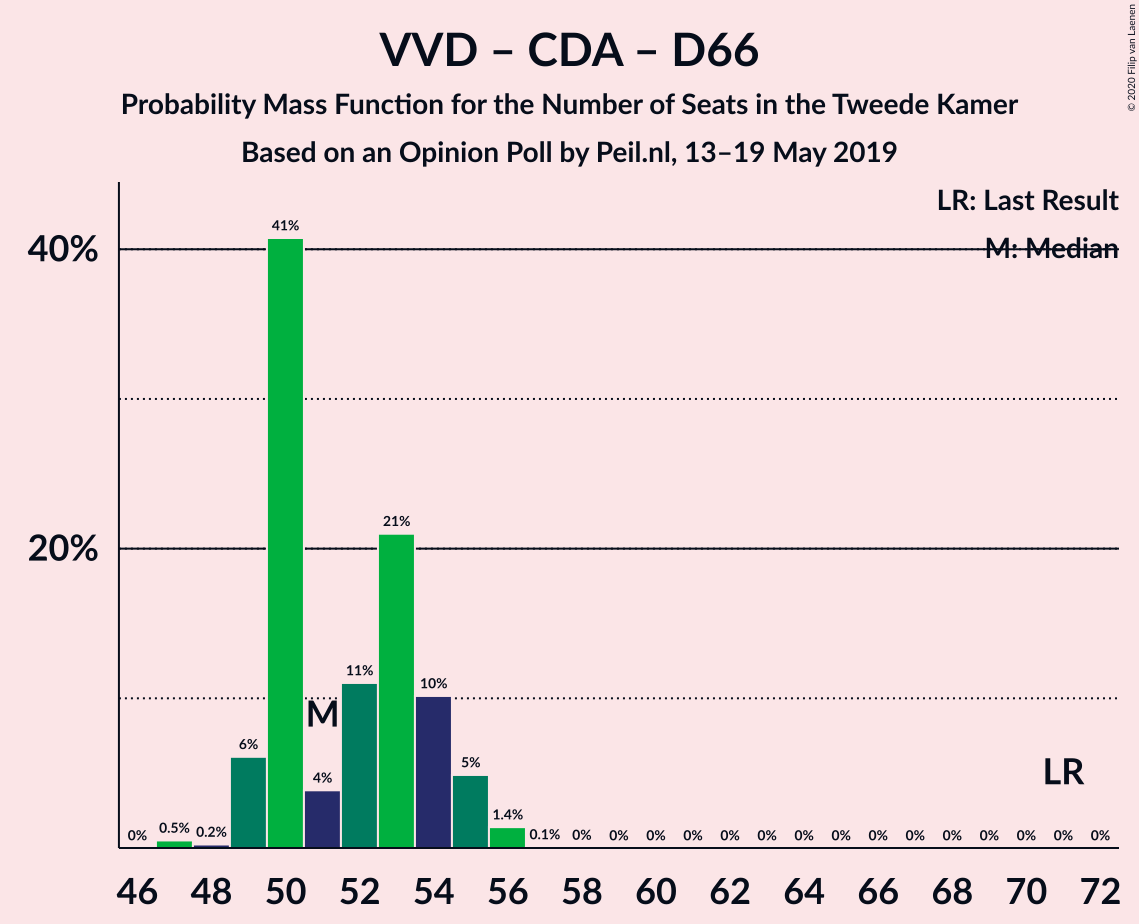 VVD – CDA – D66
Probability Mass Function for the Number of Seats in the Tweede Kamer
Based on an Opinion Poll by Peil.nl, 13–19 May 2019
© 2020 Filip van Laenen
LR: Last Result
M: Median
40%
20%
0% 0.5% 0.2% 6% 41% 4% 11% 21% 10% 5% 1.4% 0.1% 0% 0% 0% 0% 0% 0% 0% 0% 0% 0% 0% 0% 0% 0% 0%
M
LR
46 48 50 52 54 56 58 60 62 64 66 68 70 72